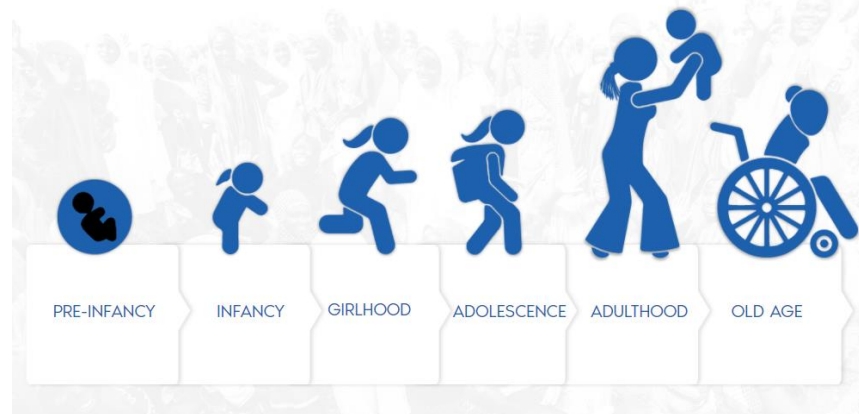 PRE-INFANCY
INFANCY
GIRLHOOD
ADOLESCENCE
ADULTHOOD
OLD AGE